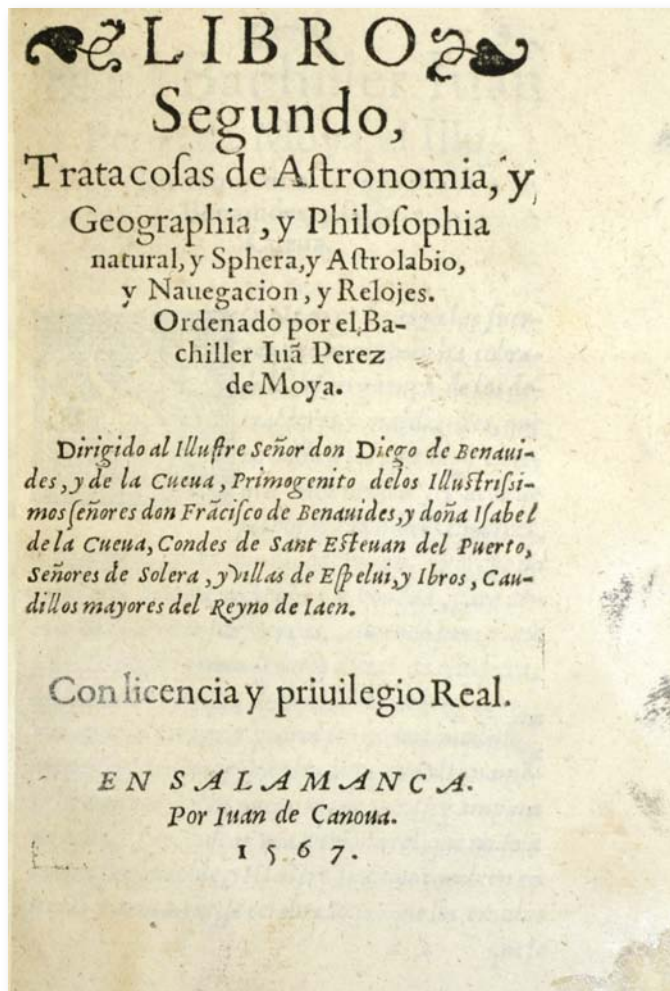 LIBRO
Segundo,
Trata coſas de Aſtronomia, y
Geographia, y Philoſophia
natural, y Sphera, y Aſtrolabio,
y Nauegacion, y Relojes.
Ordenado por el Ba-
chiller Iuã Perez
de Moya.
Dirigido al Illuſtre Señor don Diego de Benaui-
des, y de la Cueua, Primogenito delos Illuſtriſsi-
mos ſeñores don Frãciſco de Benauides, y doña Iſabel
de la Cueua, Condes de Sant Eſteuan del Puerto,
Señores de Solera, y villas de Eſpelui, y Ibros, Cau-
dillos mayores del Reyno de Iaen.
Con licencia y priuilegio Real.
EN SALAMANCA.
Por Iuan de Canoua.
1567.